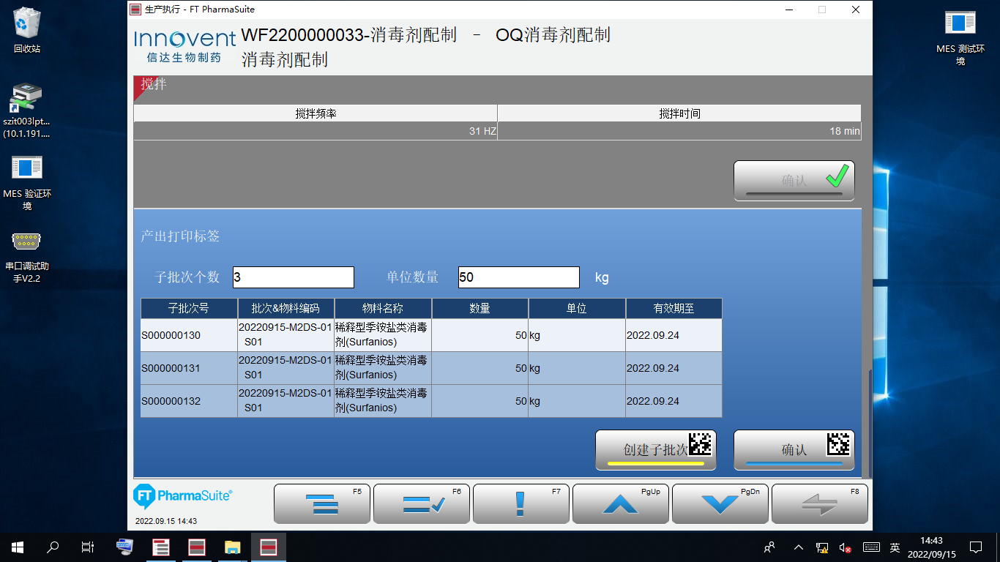 生产执行 - FT PharmaSuite
回收站
MES 测试环
境
Innovent
信达生物制药
WF2200000033-消毒剂配制 - OQ消毒剂配制
消毒剂配制
搅拌
搅拌频率 搅拌时间
31 HZ 18 min
szit003lpt...
(10.1.191....
确认
MES 验证环
境
产出打印标签
串口调试助
手V2.2
子批次个数 3 单位数量 50 kg
子批次号 批次&物料编码 物料名称 数量 单位 有效期至
S000000130 20220915-M2DS-01 S01 稀释型季铵盐类消毒剂(Surfanios) 50 kg 2022.09.24
S000000131 20220915-M2DS-01 S01 稀释型季铵盐类消毒剂(Surfanios) 50 kg 2022.09.24
S000000132 20220915-M2DS-01 S01 稀释型季铵盐类消毒剂(Surfanios) 50 kg 2022.09.24
创建子批次 确认
FT PharmaSuite®
F5 F6 F7 PgUp PgDn F8
2022.09.15 14:43
英
14:43
2022/09/15